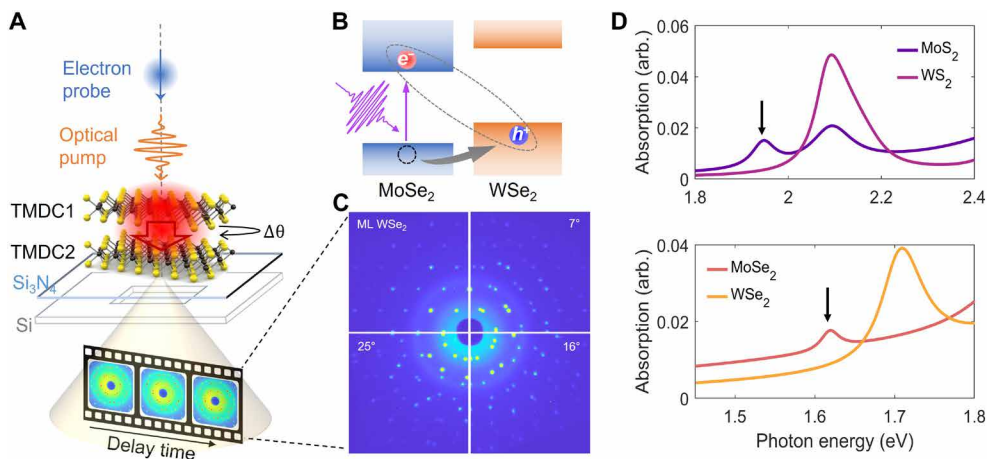 A
Electron
probe
Optical
pump
TMDC1
TMDC2
Δθ
Si₃N₄
Si
Delay time
B
e⁻
h⁺
MoSe₂
WSe₂
C
ML WSe₂
7°
25°
16°
D
Absorption (arb.)
0.06
0.04
0.02
0
1.8
2
2.2
2.4
MoS₂
WS₂
Absorption (arb.)
0.04
0.02
0
1.5
1.6
1.7
1.8
MoSe₂
WSe₂
Photon energy (eV)